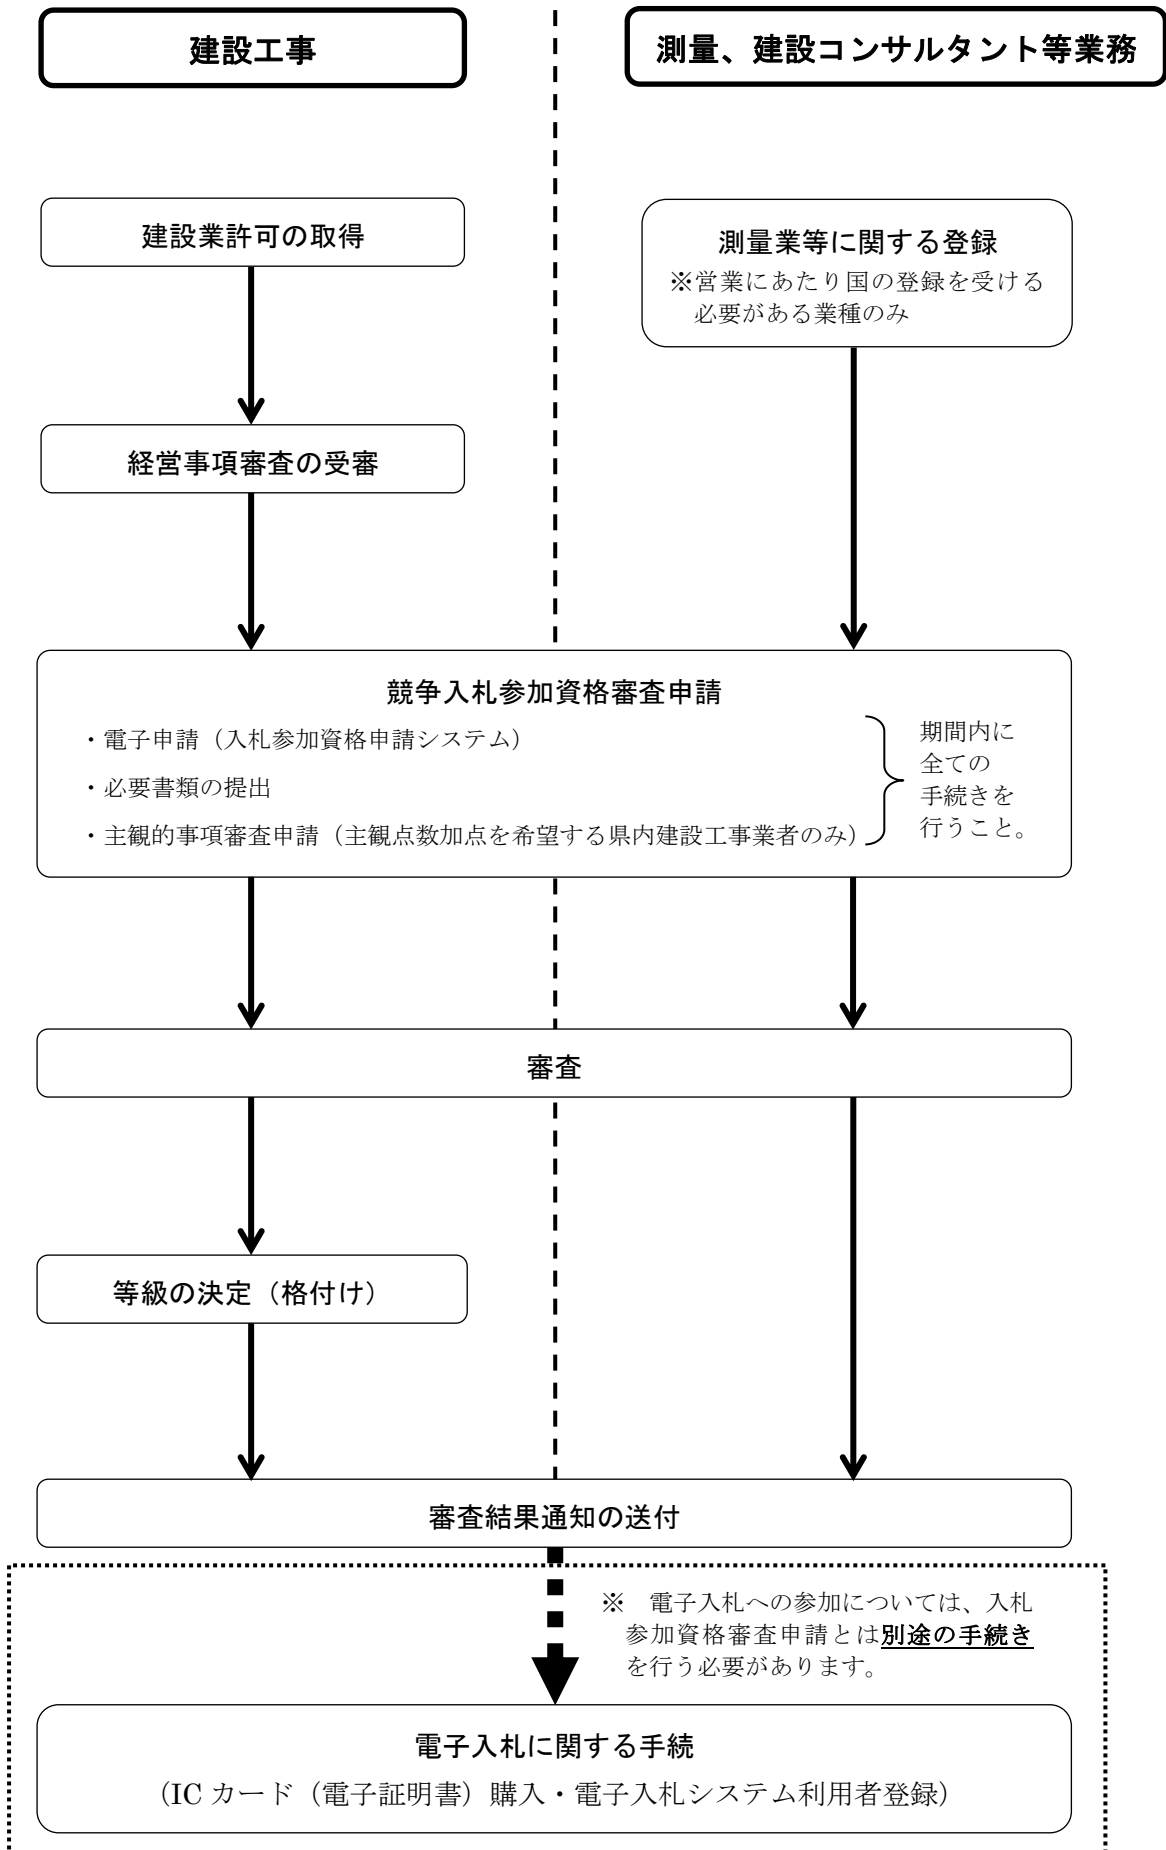 建設工事
測量、建設コンサルタント等業務
建設業許可の取得
測量業等に関する登録
※営業にあたり国の登録を受ける
必要がある業種のみ
経営事項審査の受審
競争入札参加資格審査申請
・電子申請（入札参加資格申請システム）
・必要書類の提出
・主観的事項審査申請（主観点数加点を希望する県内建設工事業者のみ）
期間内に
全ての
手続きを
行うこと。
審査
等級の決定（格付け）
審査結果通知の送付
※　電子入札への参加については、入札
参加資格審査申請とは別途の手続き
を行う必要があります。
電子入札に関する手続
（IC カード（電子証明書）購入・電子入札システム利用者登録）